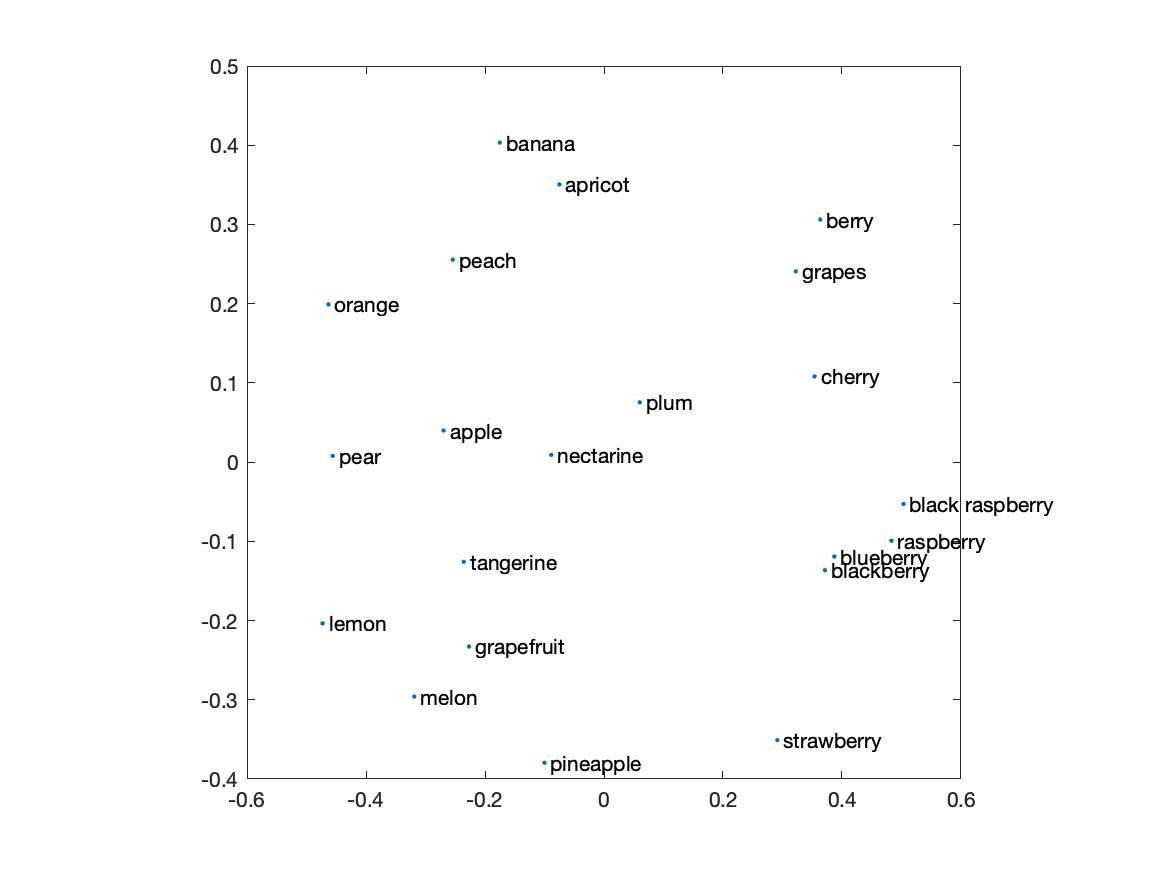 0.5
banana
0.4
apricot
0.3
berry
peach
grapes
0.2
orange
cherry
0.1
plum
apple
nectarine
pear
0
black raspberry
raspberry
-0.1
blueberry
tangerine
blackberry
-0.2
lemon
grapefruit
melon
-0.3
strawberry
pineapple
-0.4
-0.6 -0.4 -0.2 0 0.2 0.4 0.6